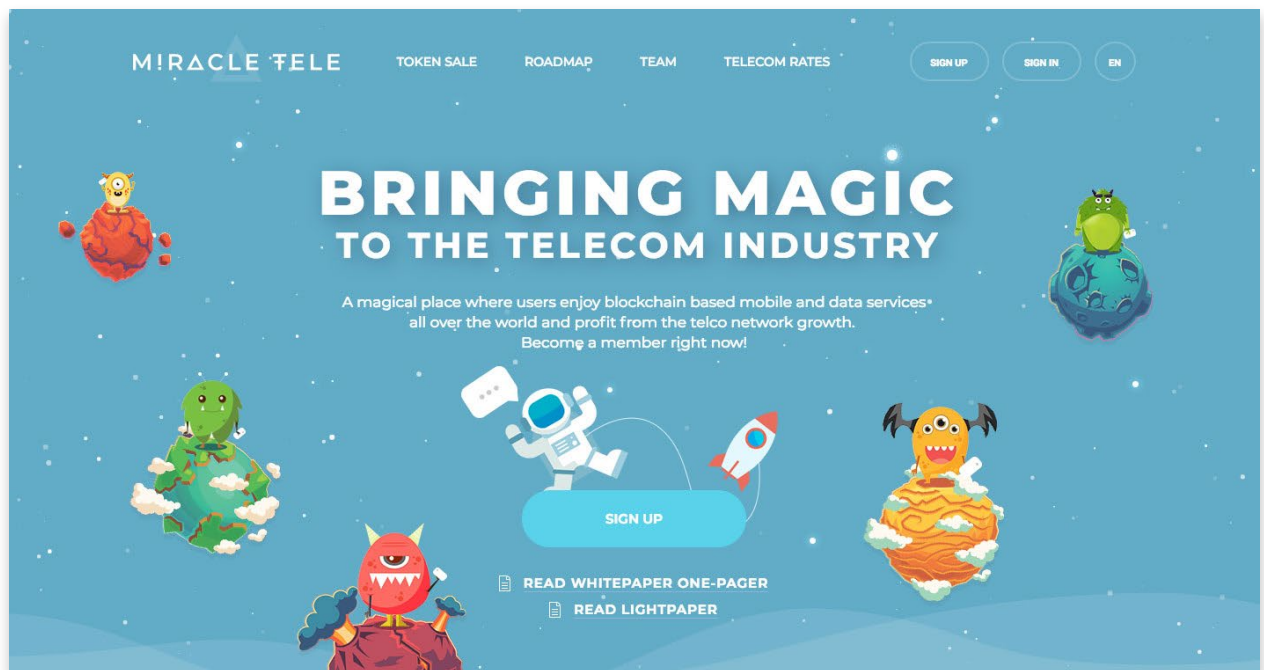 M!RACLE TELE
TOKEN SALE
ROADMAP
TEAM
TELECOM RATES
SIGN UP
SIGN IN
EN
BRINGING MAGIC
TO THE TELECOM INDUSTRY
A magical place where users enjoy blockchain based mobile and data services
all over the world and profit from the telco network growth.
Become a member right now!
SIGN UP
READ WHITEPAPER ONE-PAGER
READ LIGHTPAPER